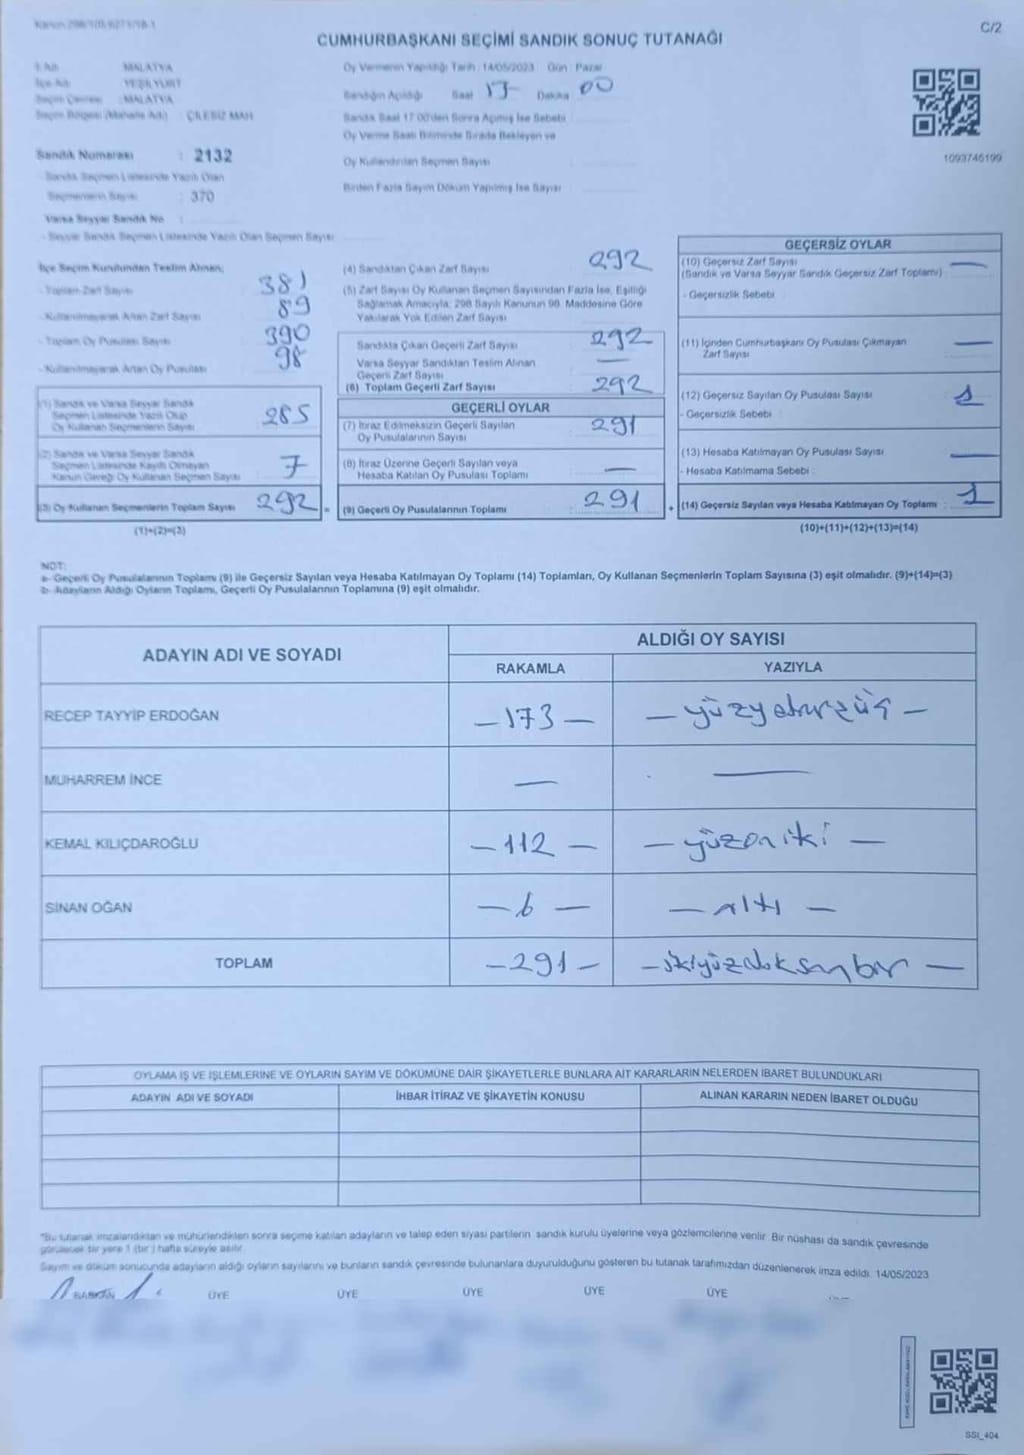 Kanun 298/105,6271/18-1
C/2
CUMHURBAŞKANI SEÇİMİ SANDIK SONUÇ TUTANAĞI
İl Adı : MALATYA
İlçe Adı : YEŞİLYURT
Seçim Çevresi : MALATYA
Seçim Bölgesi (Mahalle Adı) : ÇİLESİZ MAH
Sandık Numarası : 2132
Sandık Seçmen Listesinde Yazılı Olan
Seçmenlerin Sayısı : 370
Varsa Seyyar Sandık No :
- Seyyar Sandık Seçmen Listesinde Yazılı Olan Seçmen Sayısı
Oy Vermenin Yapıldığı Tarih : 14/05/2023 Gün : Pazar
Sandığın Açıldığı Saat 17 Dakika 00
Sandık Saat 17:00'den Sonra Açılmış İse Sebebi
Oy Verme Saati Bitiminde Sırada Bekleyen ve
Oy Kullandırılan Seçmen Sayısı
Birden Fazla Sayım Döküm Yapılmış İse Sayısı
1093746199
İlçe Seçim Kurulundan Teslim Alınan;
- Toplam Zarf Sayısı 381
- Kullanılmayarak Artan Zarf Sayısı 89
- Toplam Oy Pusulası Sayısı 390
- Kullanılmayarak Artan Oy Pusulası 98
(1) Sandık ve Varsa Seyyar Sandık
Seçmen Listesinde Yazılı Olup
Oy Kullanan Seçmenlerin Sayısı 285
(2) Sandık ve Varsa Seyyar Sandık
Seçmen Listesinde Kayıtlı Olmayan
Kanun Gereği Oy Kullanan Seçmen Sayısı 7
(3) Oy Kullanan Seçmenlerin Toplam Sayısı 292 =
(1)+(2)=(3)
(4) Sandıktan Çıkan Zarf Sayısı 292
(5) Zarf Sayısı Oy Kullanan Seçmen Sayısından Fazla İse, Eşitliği
Sağlamak Amacıyla; 298 Sayılı Kanunun 98. Maddesine Göre
Yakılarak Yok Edilen Zarf Sayısı
Sandıkta Çıkan Geçerli Zarf Sayısı 292
Varsa Seyyar Sandıktan Teslim Alınan
Geçerli Zarf Sayısı —
(6) Toplam Geçerli Zarf Sayısı 292
GEÇERLİ OYLAR
(7) İtiraz Edilmeksizin Geçerli Sayılan
Oy Pusulalarının Sayısı 291
(8) İtiraz Üzerine Geçerli Sayılan veya
Hesaba Katılan Oy Pusulası Toplamı —
(9) Geçerli Oy Pusulalarının Toplamı : 291 +
GEÇERSİZ OYLAR
(10) Geçersiz Zarf Sayısı —
(Sandık ve Varsa Seyyar Sandık Geçersiz Zarf Toplamı)
- Geçersizlik Sebebi :
(11) İçinden Cumhurbaşkanı Oy Pusulası Çıkmayan
Zarf Sayısı —
(12) Geçersiz Sayılan Oy Pusulası Sayısı : 1
- Geçersizlik Sebebi :
(13) Hesaba Katılmayan Oy Pusulası Sayısı —
- Hesaba Katılmama Sebebi :
(14) Geçersiz Sayılan veya Hesaba Katılmayan Oy Toplamı : 1
(10)+(11)+(12)+(13)=(14)
NOT:
a- Geçerli Oy Pusulalarının Toplamı (9) ile Geçersiz Sayılan veya Hesaba Katılmayan Oy Toplamı (14) Toplamları, Oy Kullanan Seçmenlerin Toplam Sayısına (3) eşit olmalıdır. (9)+(14)=(3)
b- Adayların Aldığı Oyların Toplamı, Geçerli Oy Pusulalarının Toplamına (9) eşit olmalıdır.
ADAYIN ADI VE SOYADI
ALDIĞI OY SAYISI
RAKAMLA YAZIYLA
RECEP TAYYİP ERDOĞAN — 173 — — yüzyetmişüç —
MUHARREM İNCE — —
KEMAL KILIÇDAROĞLU — 112 — — yüzoniki —
SİNAN OĞAN — 6 — — altı —
TOPLAM — 291 — — ikiyüzdoksanbir —
OYLAMA İŞ VE İŞLEMLERİNE VE OYLARIN SAYIM VE DÖKÜMÜNE DAİR ŞİKAYETLERLE BUNLARA AİT KARARLARIN NELERDEN İBARET BULUNDUKLARI
ADAYIN ADI VE SOYADI İHBAR İTİRAZ VE ŞİKAYETİN KONUSU ALINAN KARARIN NEDEN İBARET OLDUĞU
*Bu tutanak imzalandıktan ve mühürlendikten sonra seçime katılan adayların ve talep eden siyasi partilerin sandık kurulu üyelerine veya gözlemcilerine verilir. Bir nüshası da sandık çevresinde
görülecek bir yere 1 (bir) hafta süreyle asılır.
Sayım ve döküm sonucunda adayların aldığı oyların sayılarını ve bunların sandık çevresinde bulunanlara duyurulduğunu gösteren bu tutanak tarafımızdan düzenlenerek imza edildi. 14/05/2023
BAŞKAN ÜYE ÜYE ÜYE ÜYE ÜYE
SSI_404